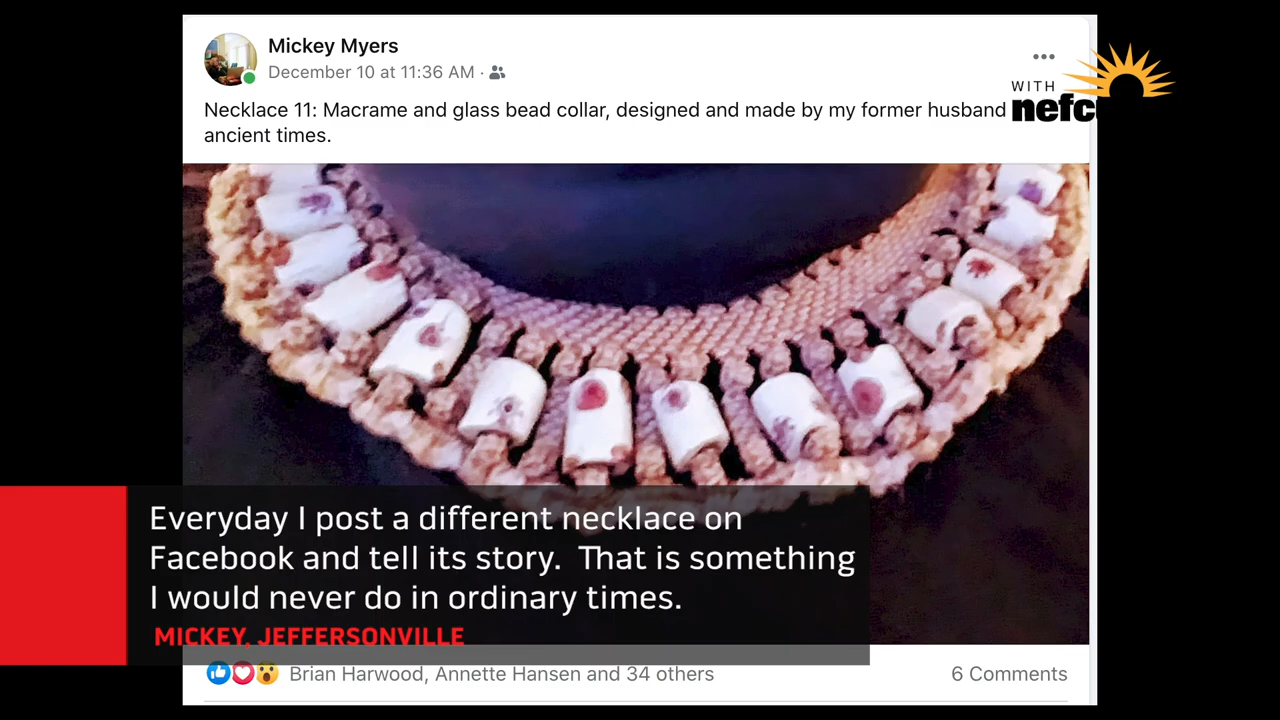 Mickey Myers
December 10 at 11:36 AM ·
WITH
Necklace 11: Macrame and glass bead collar, designed and made by my former husband
ancient times.
Everyday I post a different necklace on
Facebook and tell its story. That is something
I would never do in ordinary times.
MICKEY, JEFFERSONVILLE
Brian Harwood, Annette Hansen and 34 others
6 Comments